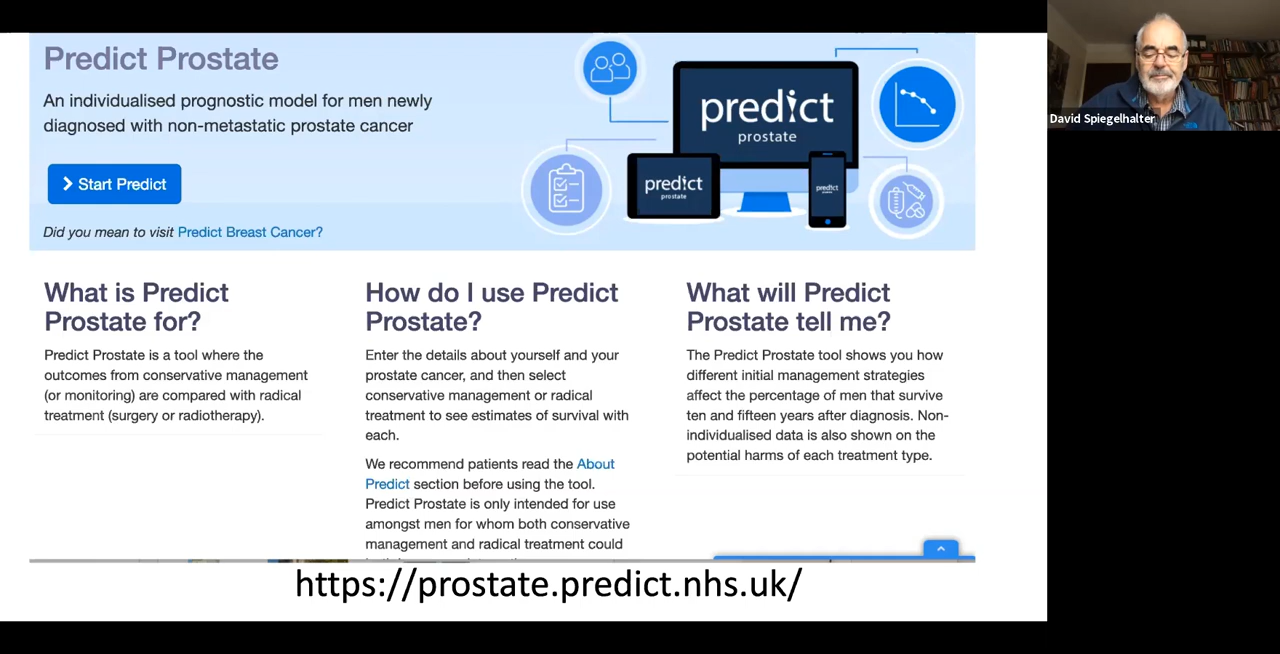 Predict Prostate
An individualised prognostic model for men newly
diagnosed with non-metastatic prostate cancer
Start Predict
Did you mean to visit Predict Breast Cancer?
predict
prostate
predict
prostate
predict
prostate
David Spiegelhalter
What is Predict
Prostate for?
Predict Prostate is a tool where the
outcomes from conservative management
(or monitoring) are compared with radical
treatment (surgery or radiotherapy).
How do I use Predict
Prostate?
Enter the details about yourself and your
prostate cancer, and then select
conservative management or radical
treatment to see estimates of survival with
each.
We recommend patients read the About
Predict section before using the tool.
Predict Prostate is only intended for use
amongst men for whom both conservative
management and radical treatment could
What will Predict
Prostate tell me?
The Predict Prostate tool shows you how
different initial management strategies
affect the percentage of men that survive
ten and fifteen years after diagnosis. Non-
individualised data is also shown on the
potential harms of each treatment type.
https://prostate.predict.nhs.uk/